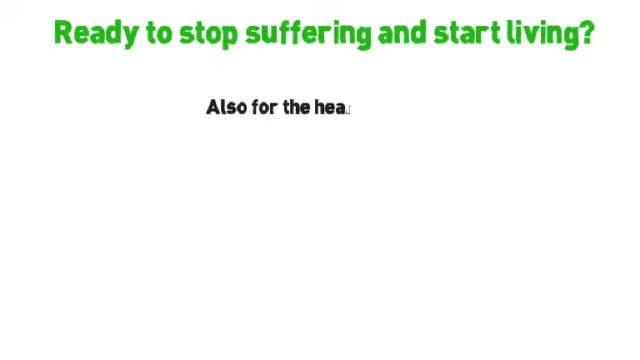 Ready to stop suffering and start living?
Also for the hea